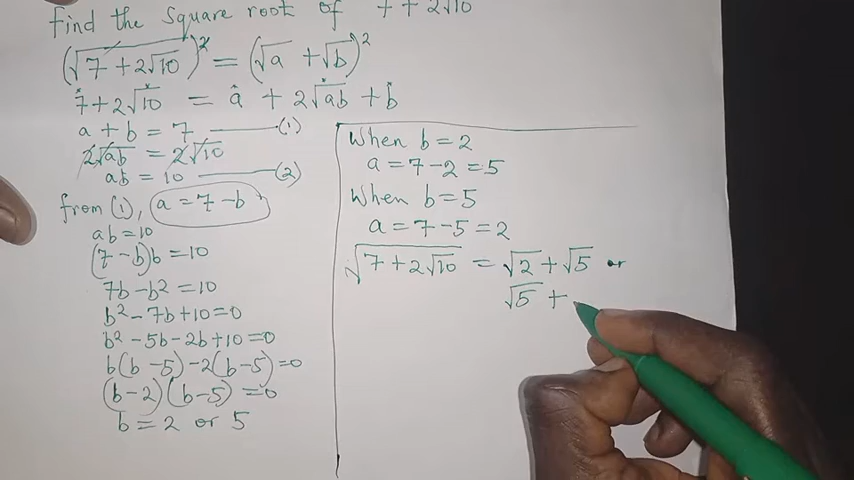 find the square root of 7+2√10
(√(7+2√10))² = (√a + √b)²
7+2√10 = a + 2√ab + b
a + b = 7 —— (1)
2√ab = 2√10
ab = 10 —— (2)
from (1), a = 7-b
ab=10
(7-b)b =10
7b-b² =10
b²-7b+10=0
b²-5b-2b+10=0
b(b-5)-2(b-5)=0
(b-2)(b-5) =0
b=2 or 5
When b=2
a=7-2=5
When b=5
a=7-5=2
√(7+2√10) = √2+√5 or
√5 +